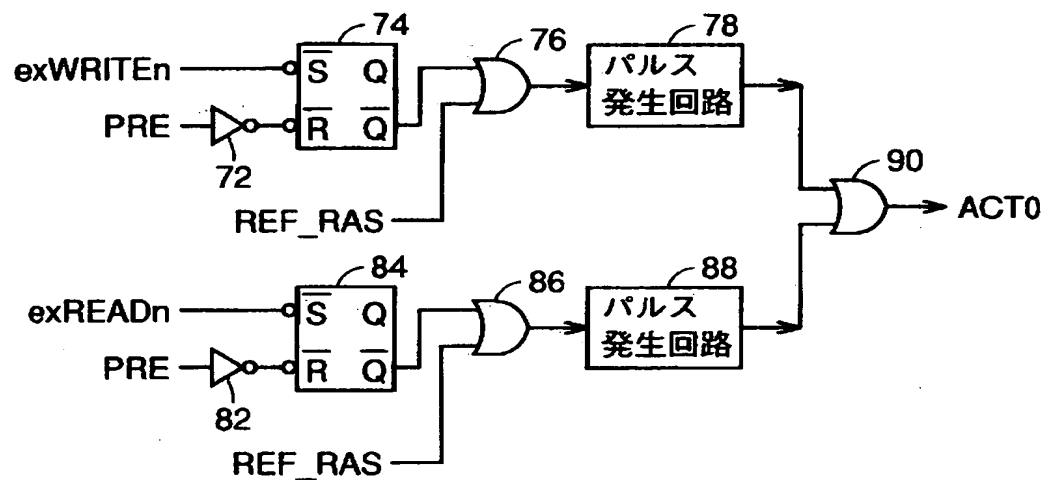 74
76
78
exWRITEn
S Q
パルス
発生回路
PRE
R Q
72
90
REF_RAS
ACT0
84
86
88
exREADn
S Q
パルス
発生回路
PRE
R Q
82
REF_RAS